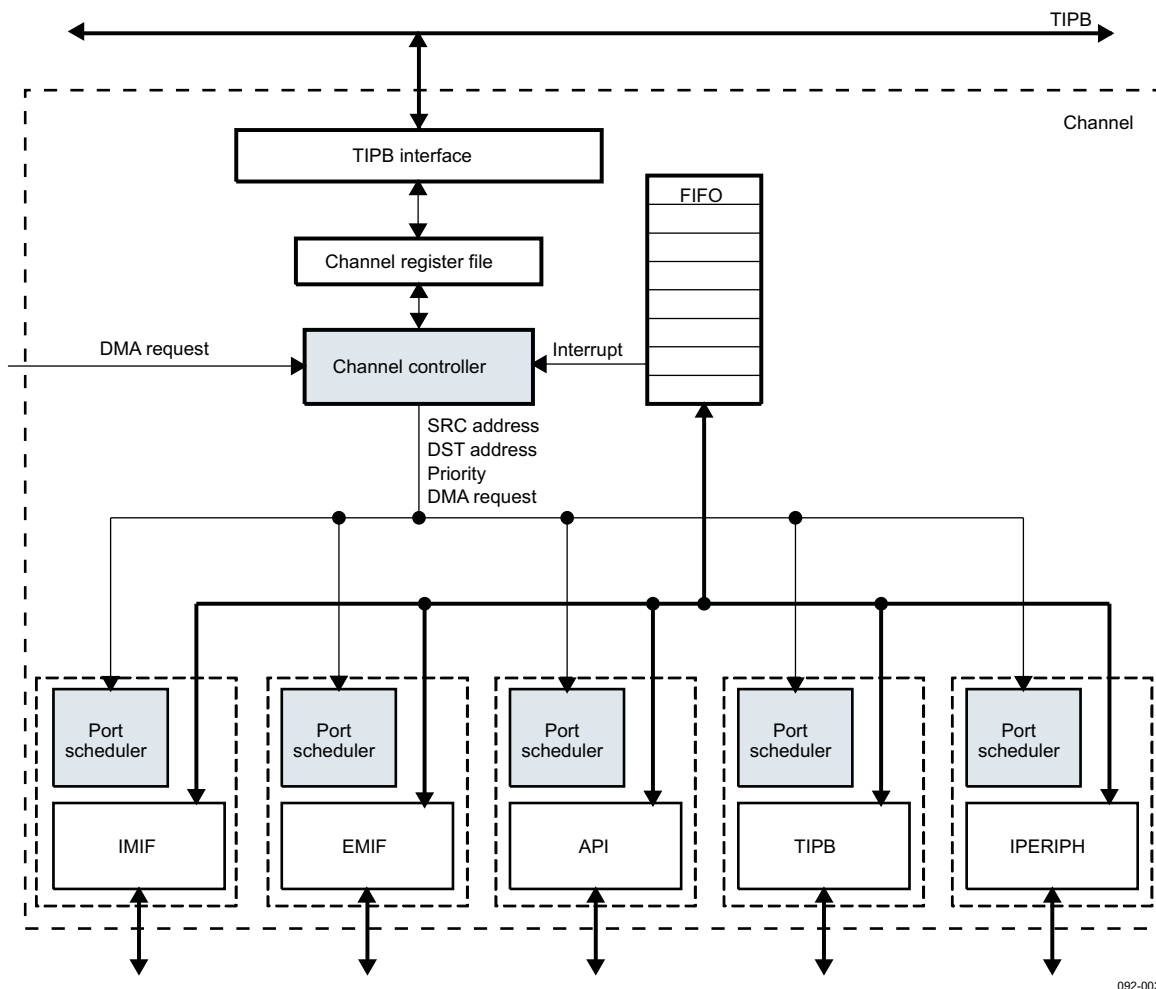 TIPB
Channel
TIPB interface
FIFO
Channel register file
DMA request
Channel controller
Interrupt
SRC address
DST address
Priority
DMA request
Port
scheduler
Port
scheduler
Port
scheduler
Port
scheduler
Port
scheduler
IMIF
EMIF
API
TIPB
IPERIPH